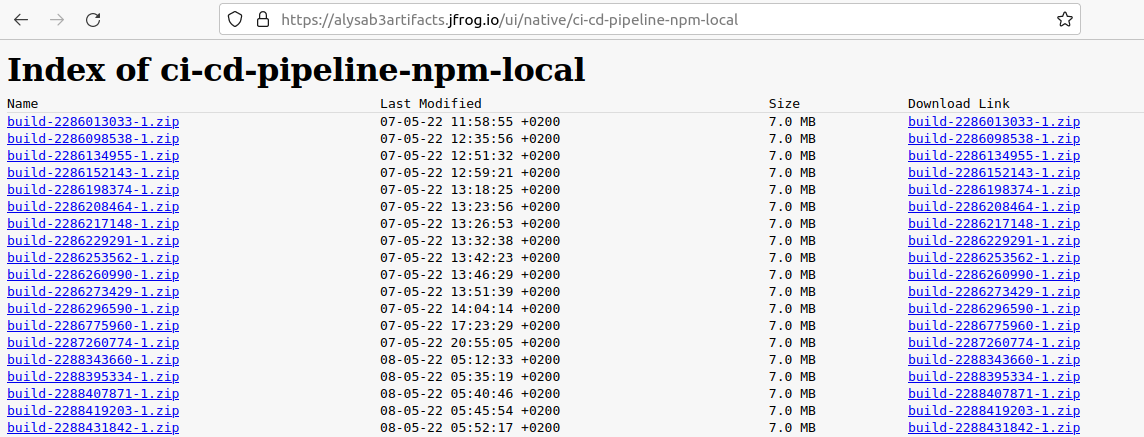 https://alysab3artifacts.jfrog.io/ui/native/ci-cd-pipeline-npm-local
Index of ci-cd-pipeline-npm-local
Name Last Modified Size Download Link
build-2286013033-1.zip 07-05-22 11:58:55 +0200 7.0 MB build-2286013033-1.zip
build-2286098538-1.zip 07-05-22 12:35:56 +0200 7.0 MB build-2286098538-1.zip
build-2286134955-1.zip 07-05-22 12:51:32 +0200 7.0 MB build-2286134955-1.zip
build-2286152143-1.zip 07-05-22 12:59:21 +0200 7.0 MB build-2286152143-1.zip
build-2286198374-1.zip 07-05-22 13:18:25 +0200 7.0 MB build-2286198374-1.zip
build-2286208464-1.zip 07-05-22 13:23:56 +0200 7.0 MB build-2286208464-1.zip
build-2286217148-1.zip 07-05-22 13:26:53 +0200 7.0 MB build-2286217148-1.zip
build-2286229291-1.zip 07-05-22 13:32:38 +0200 7.0 MB build-2286229291-1.zip
build-2286253562-1.zip 07-05-22 13:42:23 +0200 7.0 MB build-2286253562-1.zip
build-2286260990-1.zip 07-05-22 13:46:29 +0200 7.0 MB build-2286260990-1.zip
build-2286273429-1.zip 07-05-22 13:51:39 +0200 7.0 MB build-2286273429-1.zip
build-2286296590-1.zip 07-05-22 14:04:14 +0200 7.0 MB build-2286296590-1.zip
build-2286775960-1.zip 07-05-22 17:23:29 +0200 7.0 MB build-2286775960-1.zip
build-2287260774-1.zip 07-05-22 20:55:05 +0200 7.0 MB build-2287260774-1.zip
build-2288343660-1.zip 08-05-22 05:12:33 +0200 7.0 MB build-2288343660-1.zip
build-2288395334-1.zip 08-05-22 05:35:19 +0200 7.0 MB build-2288395334-1.zip
build-2288407871-1.zip 08-05-22 05:40:46 +0200 7.0 MB build-2288407871-1.zip
build-2288419203-1.zip 08-05-22 05:45:54 +0200 7.0 MB build-2288419203-1.zip
build-2288431842-1.zip 08-05-22 05:52:17 +0200 7.0 MB build-2288431842-1.zip